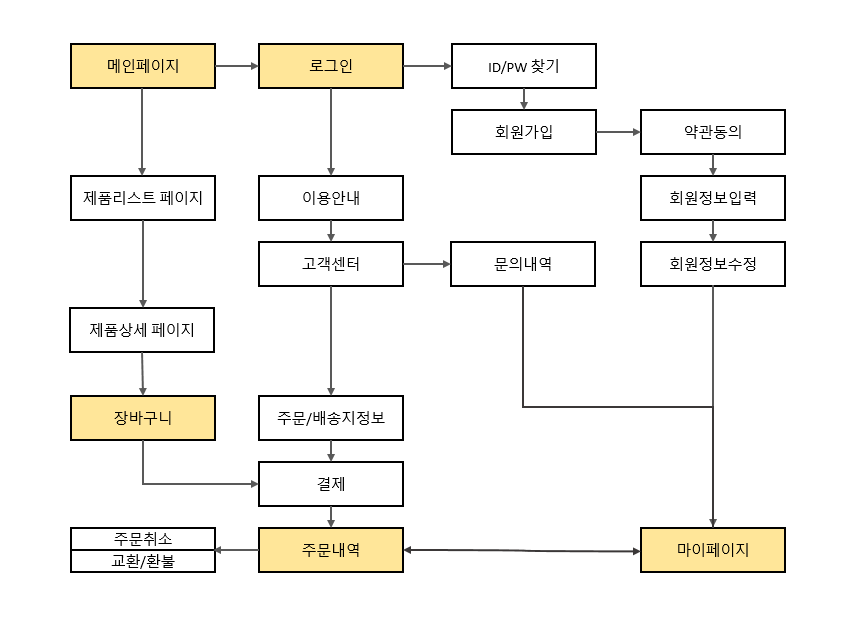 메인페이지
로그인
ID/PW 찾기
회원가입
약관동의
제품리스트 페이지
이용안내
회원정보입력
고객센터
문의내역
회원정보수정
제품상세 페이지
장바구니
주문/배송지정보
결제
주문취소
교환/환불
주문내역
마이페이지